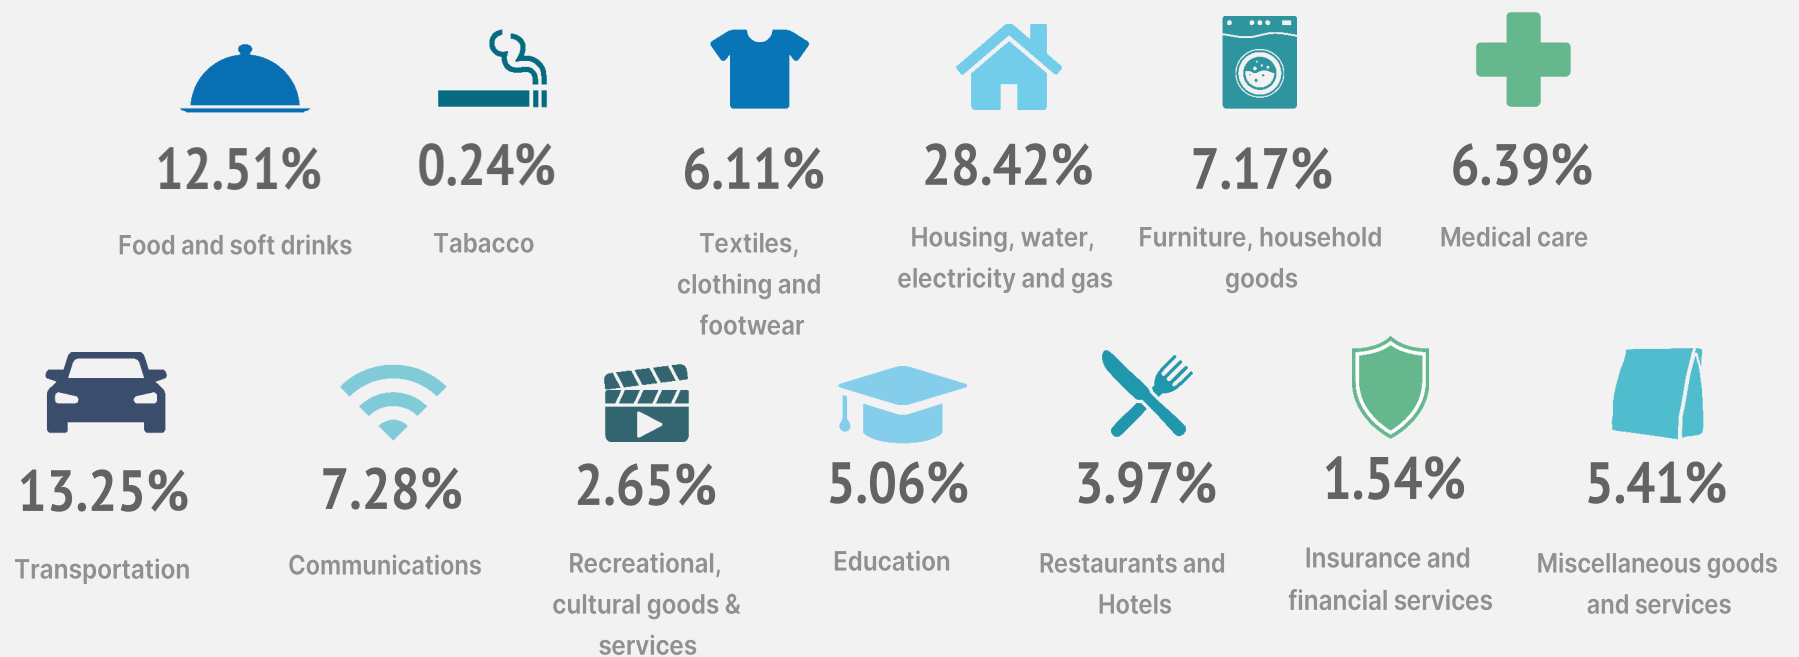 12.51%
0.24%
6.11%
28.42%
7.17%
6.39%
Food and soft drinks
Tabacco
Textiles,
clothing and
footwear
Housing, water,
electricity and gas
Furniture, household
goods
Medical care
13.25%
7.28%
2.65%
5.06%
3.97%
1.54%
5.41%
Transportation
Communications
Recreational,
cultural goods &
services
Education
Restaurants and
Hotels
Insurance and
financial services
Miscellaneous goods
and services